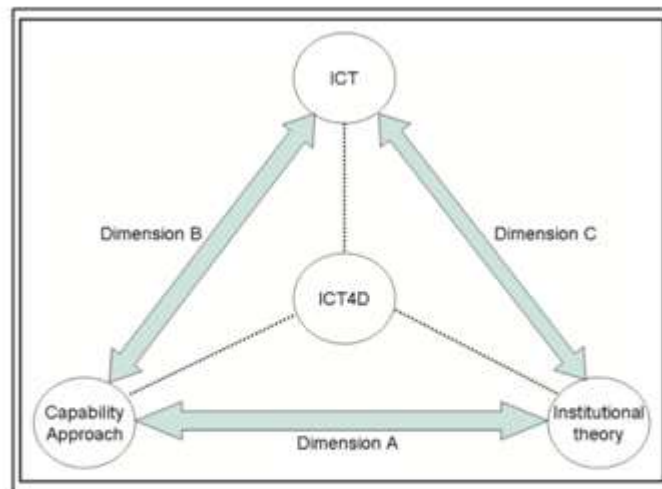 ICT
Dimension B
Dimension C
ICT4D
Capability
Approach
Institutional
theory
Dimension A